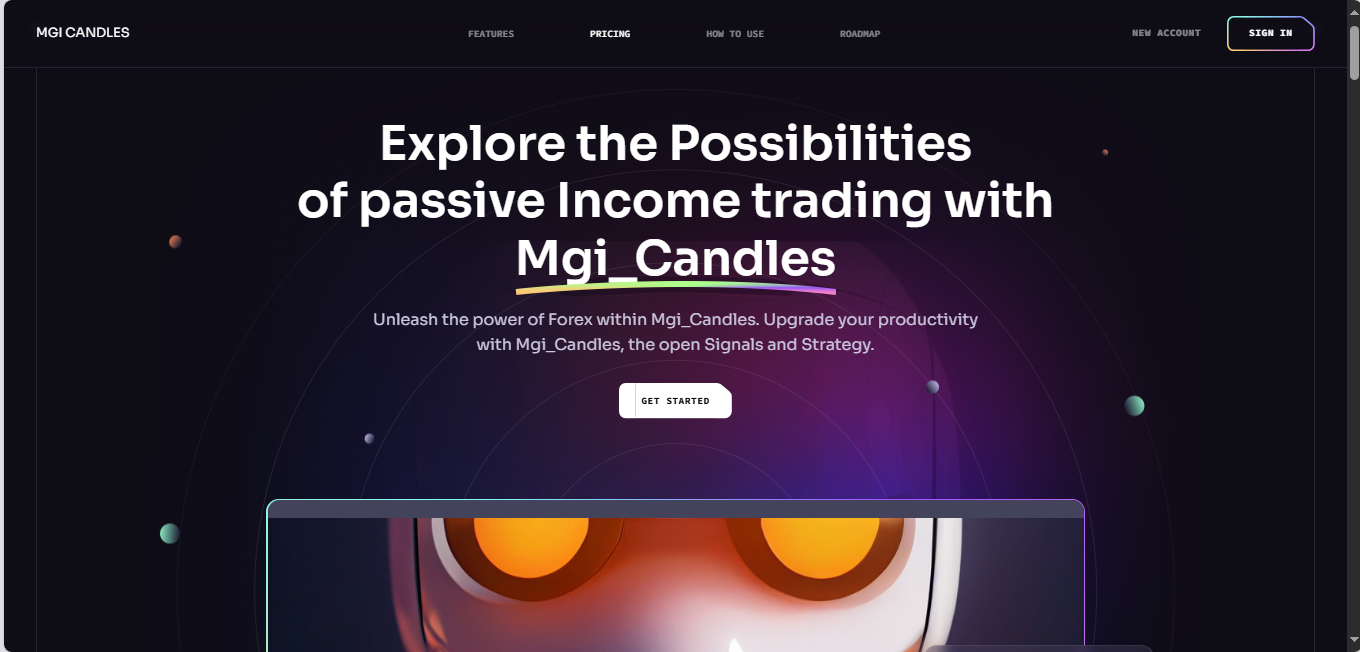 MGI CANDLES
FEATURES
PRICING
HOW TO USE
ROADMAP
NEW ACCOUNT
SIGN IN
Explore the Possibilities
of passive Income trading with
Mgi_Candles
Unleash the power of Forex within Mgi_Candles. Upgrade your productivity
with Mgi_Candles, the open Signals and Strategy.
GET STARTED